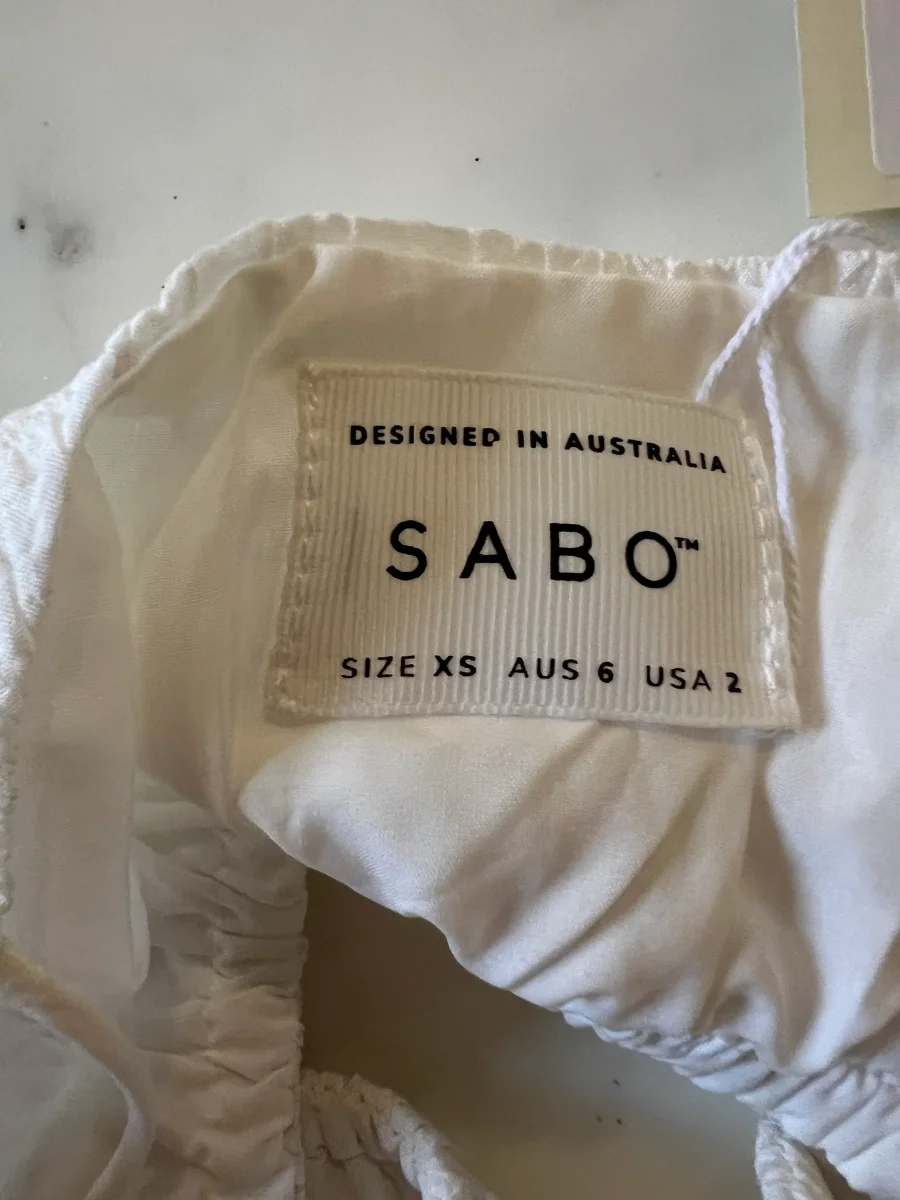 DESIGNED IN AUSTRALIA
SABO™
SIZE XS AUS 6 USA 2